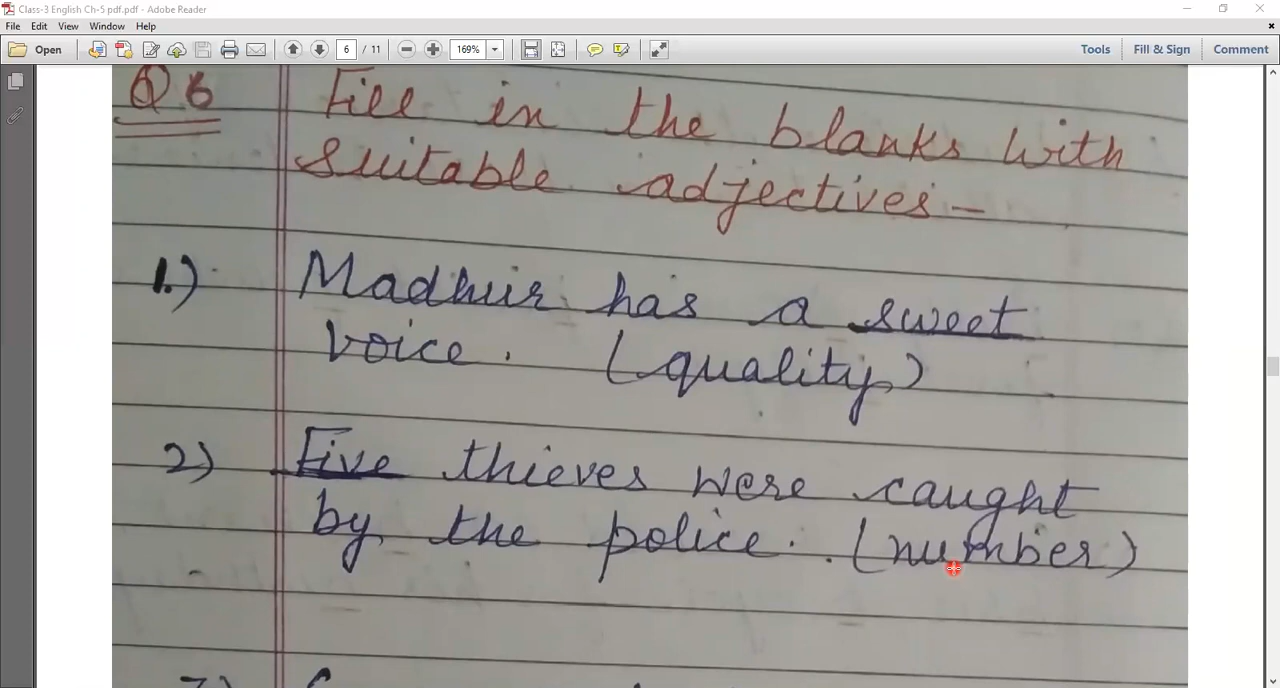 Class-3 English Ch-5 pdf.pdf - Adobe Reader
File Edit View Window Help
Open 6 / 11 169% Tools Fill & Sign Comment
Q 6 Fill in the blanks with
suitable adjectives -
1.) Madhur has a sweet
voice. (quality)
2) Five thieves were caught
by the police. (number)